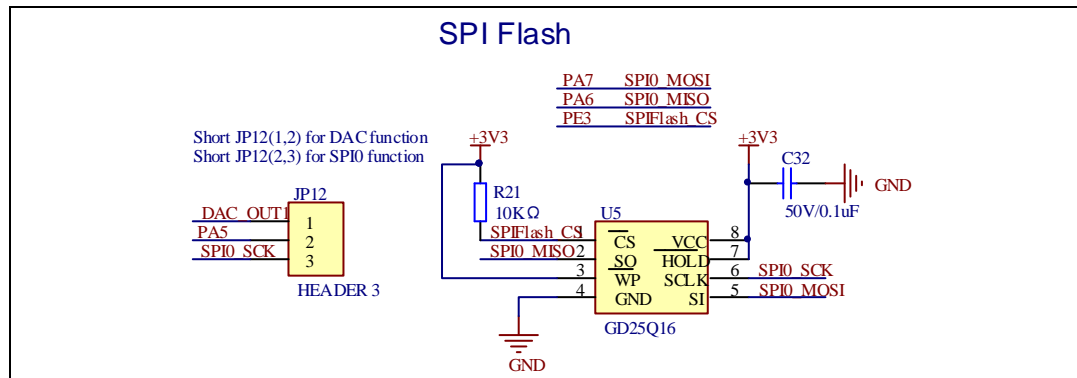 SPI Flash
PA7 SPI0_MOSI
PA6 SPI0_MISO
PE3 SPIFlash_CS
Short JP12(1,2) for DAC function
Short JP12(2,3) for SPI0 function
+3V3
+3V3
C32
GND
50V/0.1uF
JP12
DAC_OUT1 1
PA5 2
SPI0_SCK 3
HEADER 3
R21
10KΩ
U5
SPIFlash_CS 1 CS VCC 8
SPI0_MISO 2 SO HOLD 7
3 WP SCLK 6 SPI0_SCK
4 GND SI 5 SPI0_MOSI
GD25Q16
GND